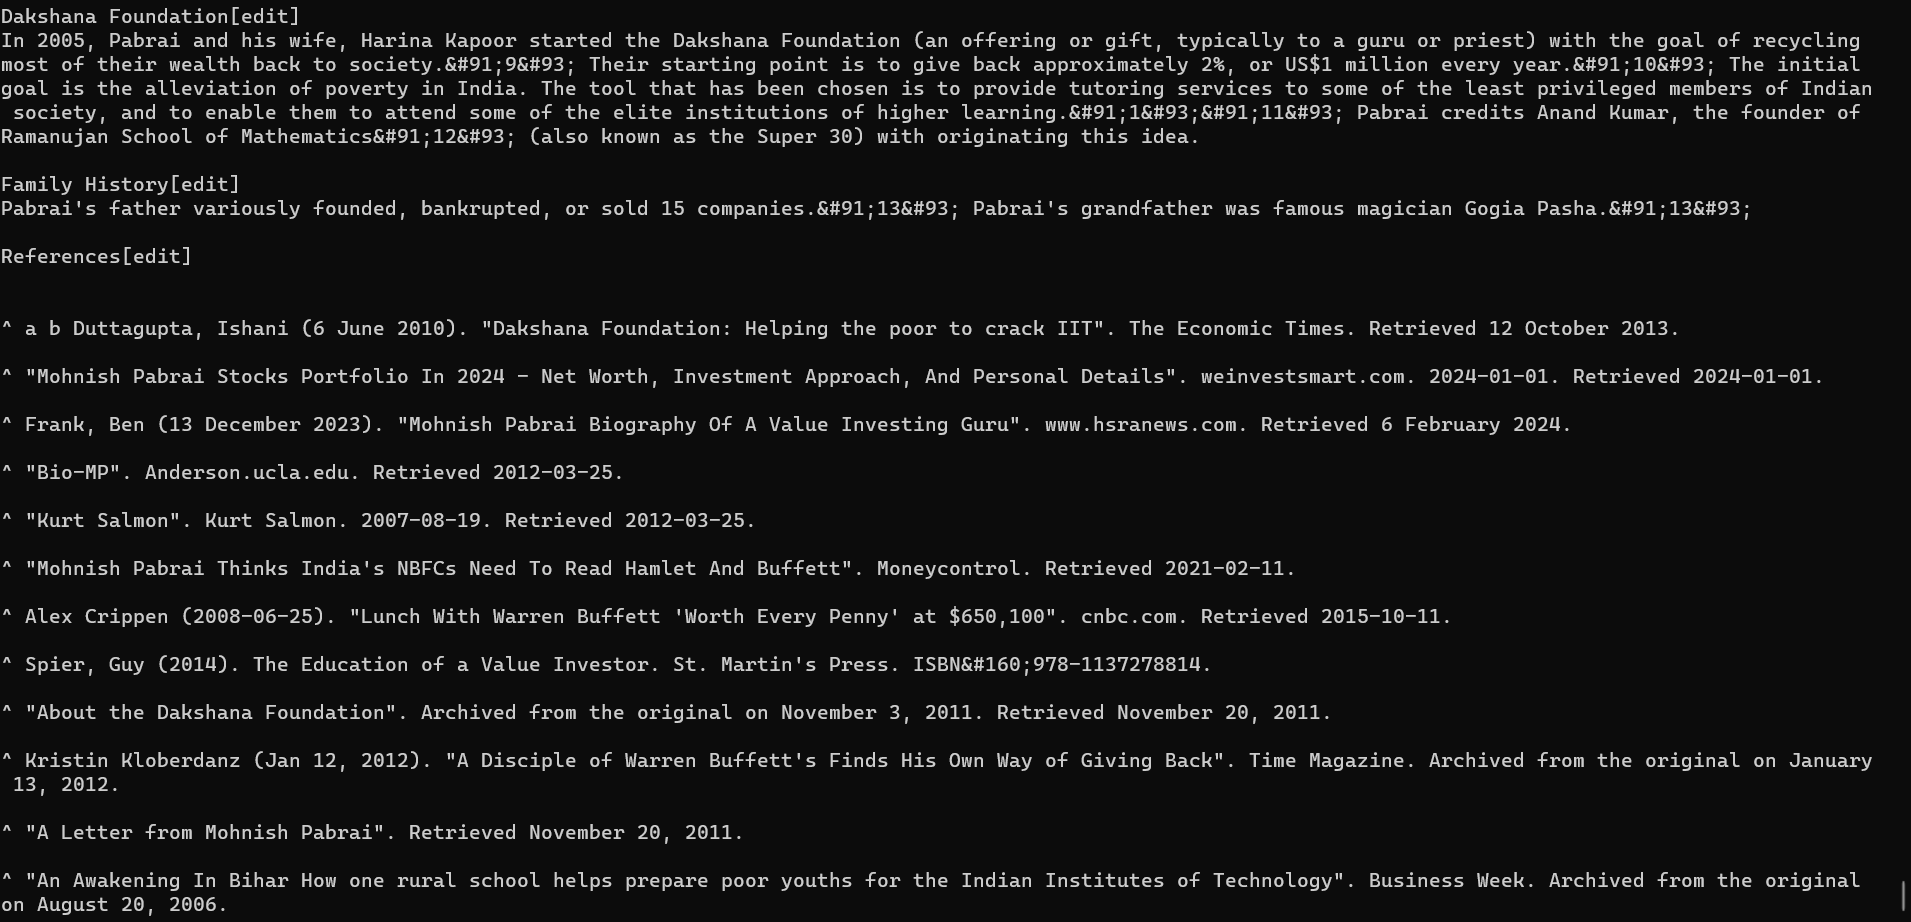 Dakshana Foundation[edit]
In 2005, Pabrai and his wife, Harina Kapoor started the Dakshana Foundation (an offering or gift, typically to a guru or priest) with the goal of recycling
most of their wealth back to society.&#91;9&#93; Their starting point is to give back approximately 2%, or US$1 million every year.&#91;10&#93; The initial
goal is the alleviation of poverty in India. The tool that has been chosen is to provide tutoring services to some of the least privileged members of Indian
society, and to enable them to attend some of the elite institutions of higher learning.&#91;1&#93;&#91;11&#93; Pabrai credits Anand Kumar, the founder of
Ramanujan School of Mathematics&#91;12&#93; (also known as the Super 30) with originating this idea.
Family History[edit]
Pabrai's father variously founded, bankrupted, or sold 15 companies.&#91;13&#93; Pabrai's grandfather was famous magician Gogia Pasha.&#91;13&#93;
References[edit]
^ a b Duttagupta, Ishani (6 June 2010). "Dakshana Foundation: Helping the poor to crack IIT". The Economic Times. Retrieved 12 October 2013.
^ "Mohnish Pabrai Stocks Portfolio In 2024 – Net Worth, Investment Approach, And Personal Details". weinvestsmart.com. 2024-01-01. Retrieved 2024-01-01.
^ Frank, Ben (13 December 2023). "Mohnish Pabrai Biography Of A Value Investing Guru". www.hsranews.com. Retrieved 6 February 2024.
^ "Bio-MP". Anderson.ucla.edu. Retrieved 2012-03-25.
^ "Kurt Salmon". Kurt Salmon. 2007-08-19. Retrieved 2012-03-25.
^ "Mohnish Pabrai Thinks India's NBFCs Need To Read Hamlet And Buffett". Moneycontrol. Retrieved 2021-02-11.
^ Alex Crippen (2008-06-25). "Lunch With Warren Buffett 'Worth Every Penny' at $650,100". cnbc.com. Retrieved 2015-10-11.
^ Spier, Guy (2014). The Education of a Value Investor. St. Martin's Press. ISBN&#160;978-1137278814.
^ "About the Dakshana Foundation". Archived from the original on November 3, 2011. Retrieved November 20, 2011.
^ Kristin Kloberdanz (Jan 12, 2012). "A Disciple of Warren Buffett's Finds His Own Way of Giving Back". Time Magazine. Archived from the original on January
13, 2012.
^ "A Letter from Mohnish Pabrai". Retrieved November 20, 2011.
^ "An Awakening In Bihar How one rural school helps prepare poor youths for the Indian Institutes of Technology". Business Week. Archived from the original
on August 20, 2006.